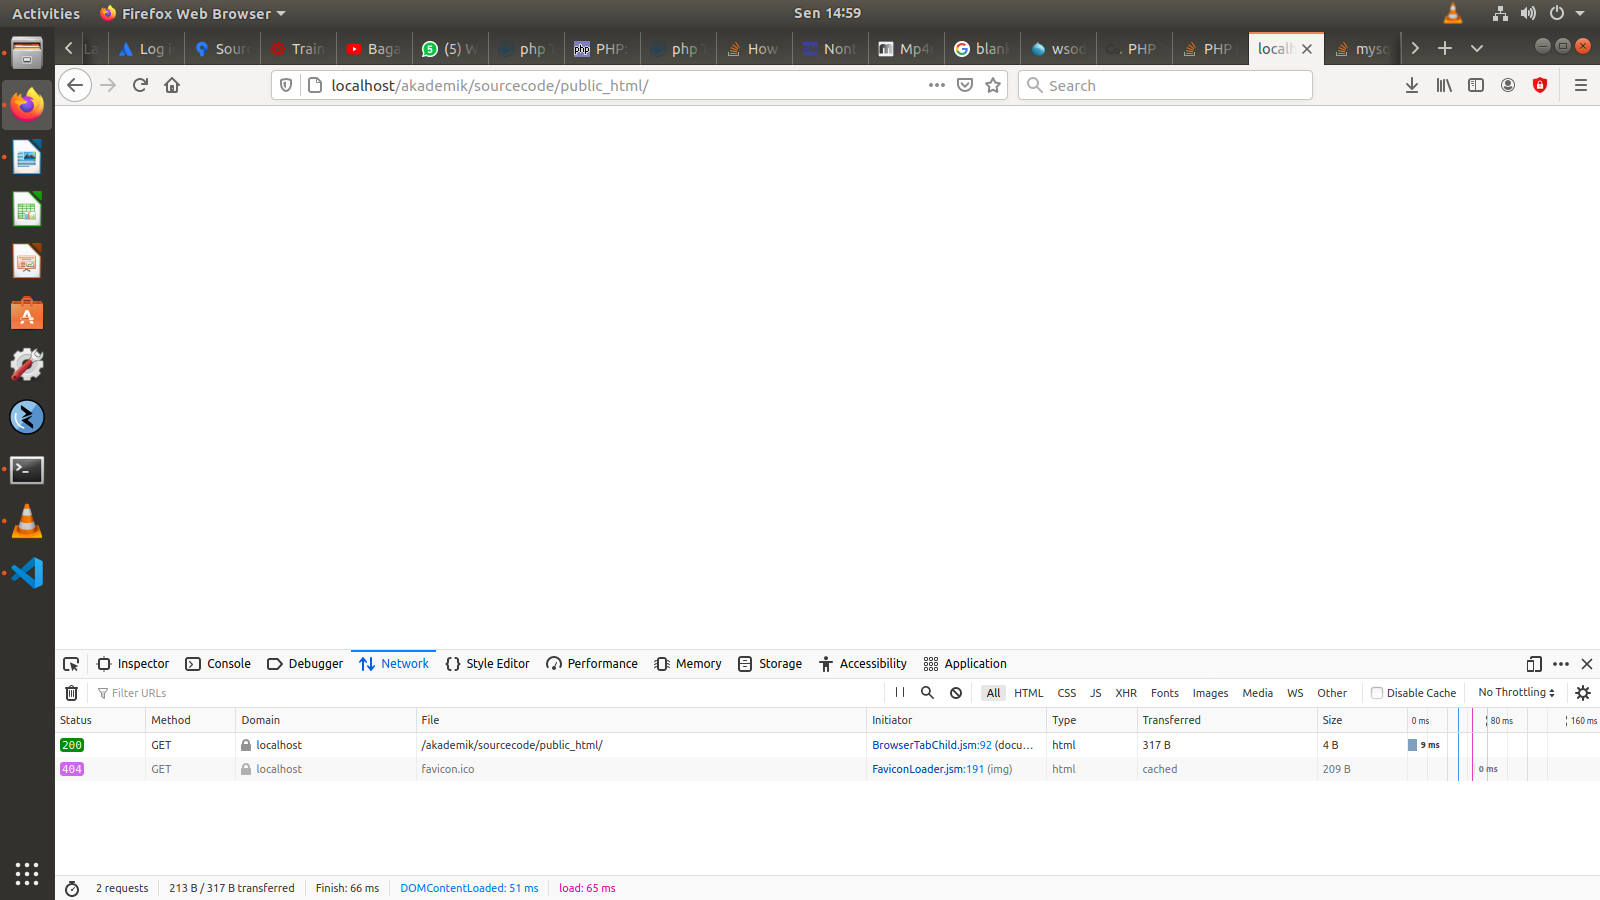 Activities Firefox Web Browser Sen 14:59
Log i Sour Train Baga (5) W php T PHP: php T How Nont Mp4 blank wsod PHP PHP localh mysq
localhost/akademik/sourcecode/public_html/ Search
Inspector Console Debugger Network Style Editor Performance Memory Storage Accessibility Application
Filter URLs All HTML CSS JS XHR Fonts Images Media WS Other Disable Cache No Throttling
Status Method Domain File Initiator Type Transferred Size 0 ms 80 ms 160 ms
200 GET localhost /akademik/sourcecode/public_html/ BrowserTabChild.jsm:92 (docu... html 317 B 4 B 9 ms
404 GET localhost favicon.ico FaviconLoader.jsm:191 (img) html cached 209 B 0 ms
2 requests 213 B / 317 B transferred Finish: 66 ms DOMContentLoaded: 51 ms load: 65 ms